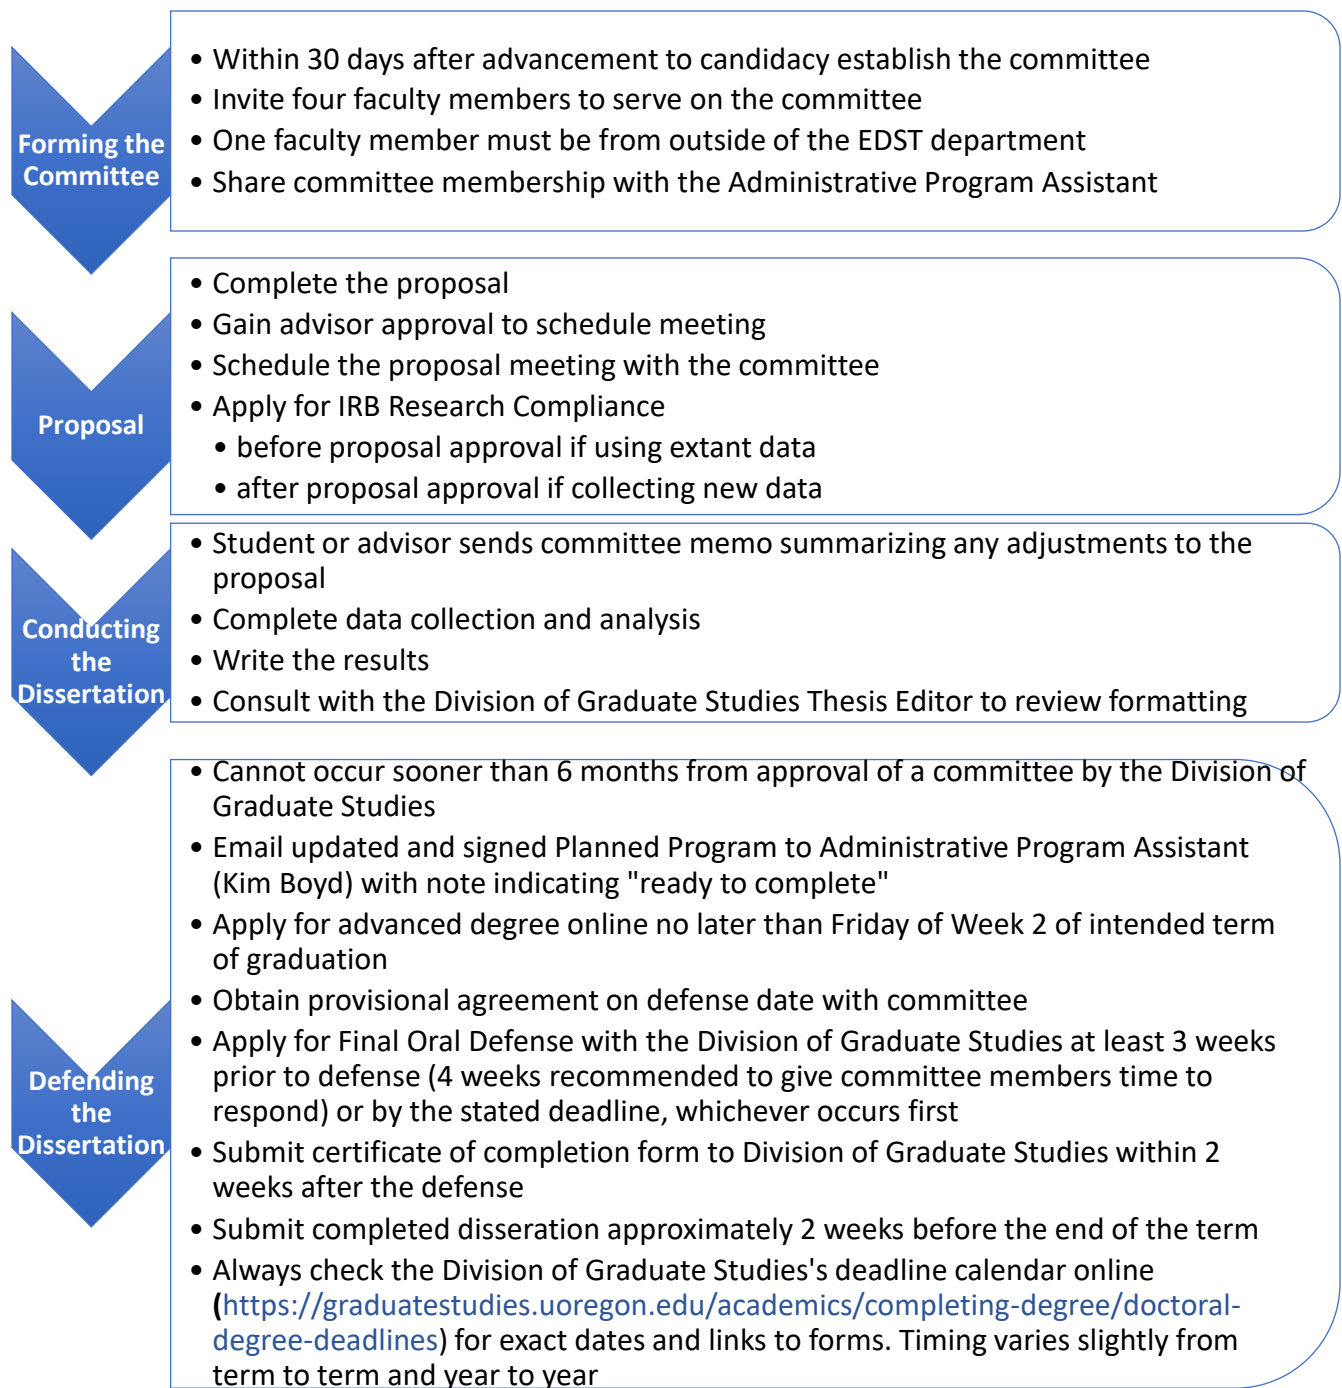 Forming the
Committee
• Within 30 days after advancement to candidacy establish the committee
• Invite four faculty members to serve on the committee
• One faculty member must be from outside of the EDST department
• Share committee membership with the Administrative Program Assistant
Proposal
• Complete the proposal
• Gain advisor approval to schedule meeting
• Schedule the proposal meeting with the committee
• Apply for IRB Research Compliance
• before proposal approval if using extant data
• after proposal approval if collecting new data
Conducting
the
Dissertation
• Student or advisor sends committee memo summarizing any adjustments to the
proposal
• Complete data collection and analysis
• Write the results
• Consult with the Division of Graduate Studies Thesis Editor to review formatting
Defending
the
Dissertation
• Cannot occur sooner than 6 months from approval of a committee by the Division of
Graduate Studies
• Email updated and signed Planned Program to Administrative Program Assistant
(Kim Boyd) with note indicating "ready to complete"
• Apply for advanced degree online no later than Friday of Week 2 of intended term
of graduation
• Obtain provisional agreement on defense date with committee
• Apply for Final Oral Defense with the Division of Graduate Studies at least 3 weeks
prior to defense (4 weeks recommended to give committee members time to
respond) or by the stated deadline, whichever occurs first
• Submit certificate of completion form to Division of Graduate Studies within 2
weeks after the defense
• Submit completed disseration approximately 2 weeks before the end of the term
• Always check the Division of Graduate Studies's deadline calendar online
(https://graduatestudies.uoregon.edu/academics/completing-degree/doctoral-
degree-deadlines) for exact dates and links to forms. Timing varies slightly from
term to term and year to year